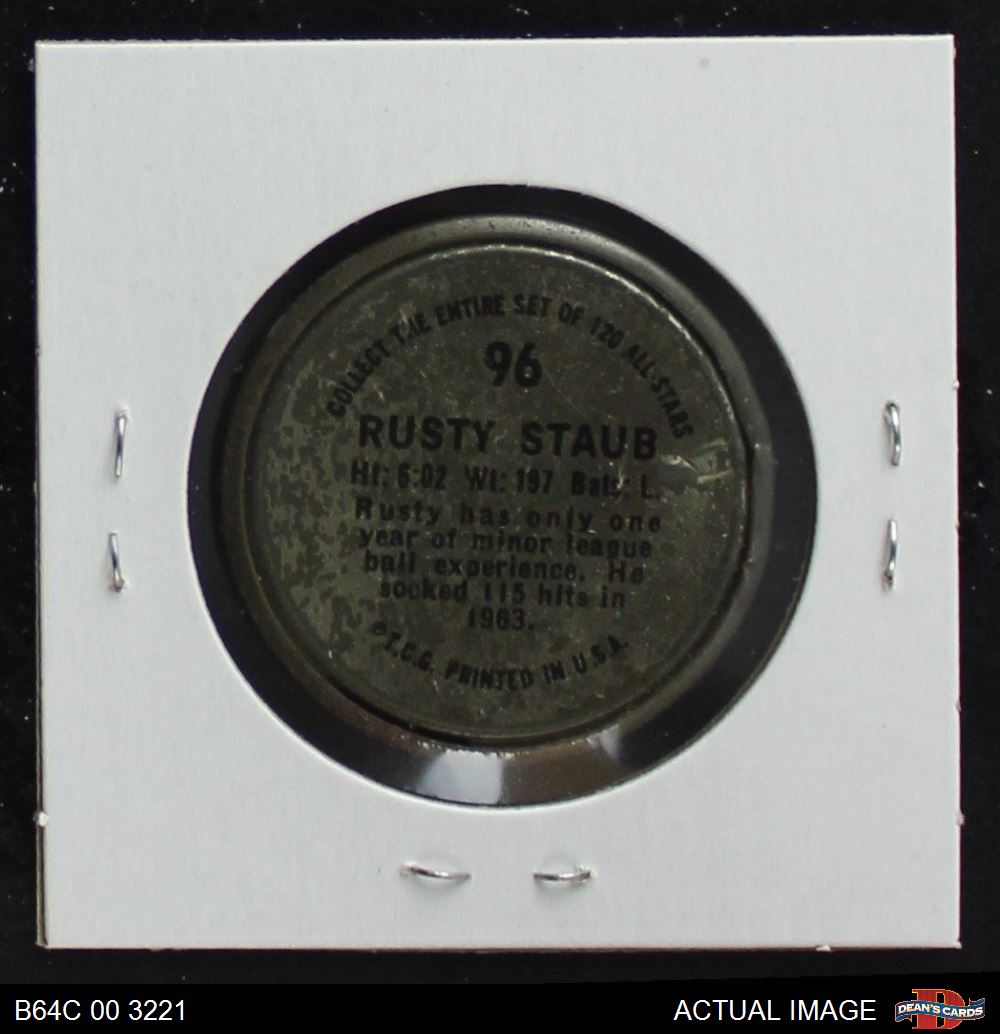 COLLECT THE ENTIRE SET OF 120 ALL-STARS
96
RUSTY STAUB
Ht: 6:02 Wt: 197 Bats: L.
Rusty has only one
year of minor league
ball experience. He
socked 115 hits in
1963.
©T.C.G. PRINTED IN U.S.A.
B64C 00 3221
ACTUAL IMAGE
D
DEAN'S CARDS